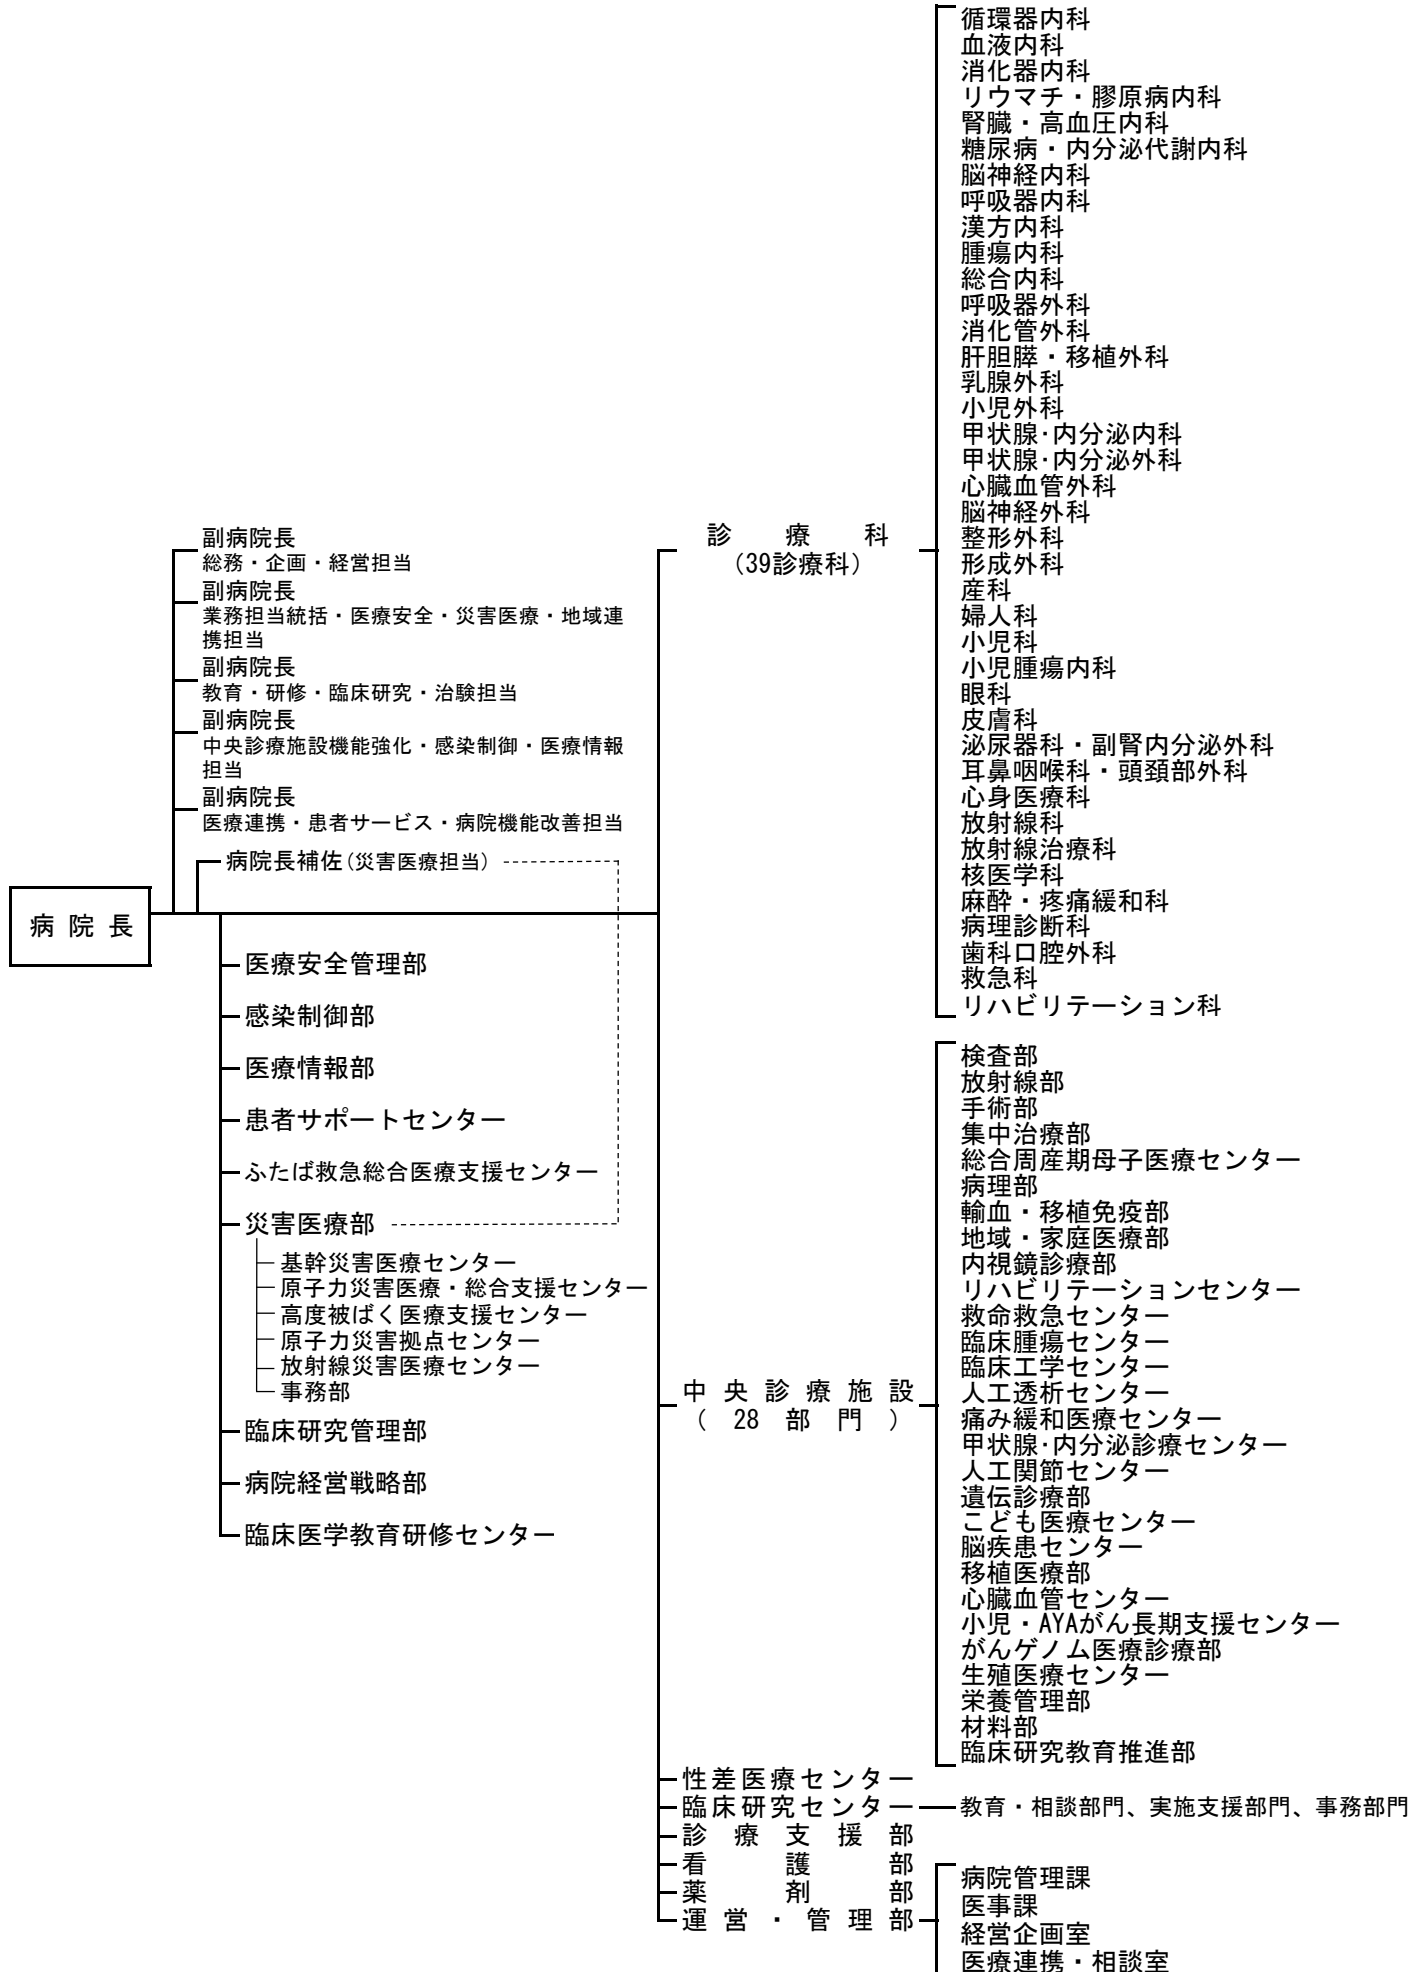 病院長
副病院長
総務・企画・経営担当
副病院長
業務担当統括・医療安全・災害医療・地域連
携担当
副病院長
教育・研修・臨床研究・治験担当
副病院長
中央診療施設機能強化・感染制御・医療情報
担当
副病院長
医療連携・患者サービス・病院機能改善担当
病院長補佐(災害医療担当)
医療安全管理部
感染制御部
医療情報部
患者サポートセンター
ふたば救急総合医療支援センター
災害医療部
基幹災害医療センター
原子力災害医療・総合支援センター
高度被ばく医療支援センター
原子力災害拠点センター
放射線災害医療センター
事務部
臨床研究管理部
病院経営戦略部
臨床医学教育研修センター
診療科
(39診療科)
循環器内科
血液内科
消化器内科
リウマチ・膠原病内科
腎臓・高血圧内科
糖尿病・内分泌代謝内科
脳神経内科
呼吸器内科
漢方内科
腫瘍内科
総合内科
呼吸器外科
消化管外科
肝胆膵・移植外科
乳腺外科
小児外科
甲状腺･内分泌内科
甲状腺･内分泌外科
心臓血管外科
脳神経外科
整形外科
形成外科
産科
婦人科
小児科
小児腫瘍内科
眼科
皮膚科
泌尿器科・副腎内分泌外科
耳鼻咽喉科・頭頚部外科
心身医療科
放射線科
放射線治療科
核医学科
麻酔・疼痛緩和科
病理診断科
歯科口腔外科
救急科
リハビリテーション科
中央診療施設
(28部門)
検査部
放射線部
手術部
集中治療部
総合周産期母子医療センター
病理部
輸血・移植免疫部
地域・家庭医療部
内視鏡診療部
リハビリテーションセンター
救命救急センター
臨床腫瘍センター
臨床工学センター
人工透析センター
痛み緩和医療センター
甲状腺･内分泌診療センター
人工関節センター
遺伝診療部
こども医療センター
脳疾患センター
移植医療部
心臓血管センター
小児・AYAがん長期支援センター
がんゲノム医療診療部
生殖医療センター
栄養管理部
材料部
臨床研究教育推進部
性差医療センター
臨床研究センター
教育・相談部門、実施支援部門、事務部門
診療支援部
看護部
薬剤部
運営・管理部
病院管理課
医事課
経営企画室
医療連携・相談室